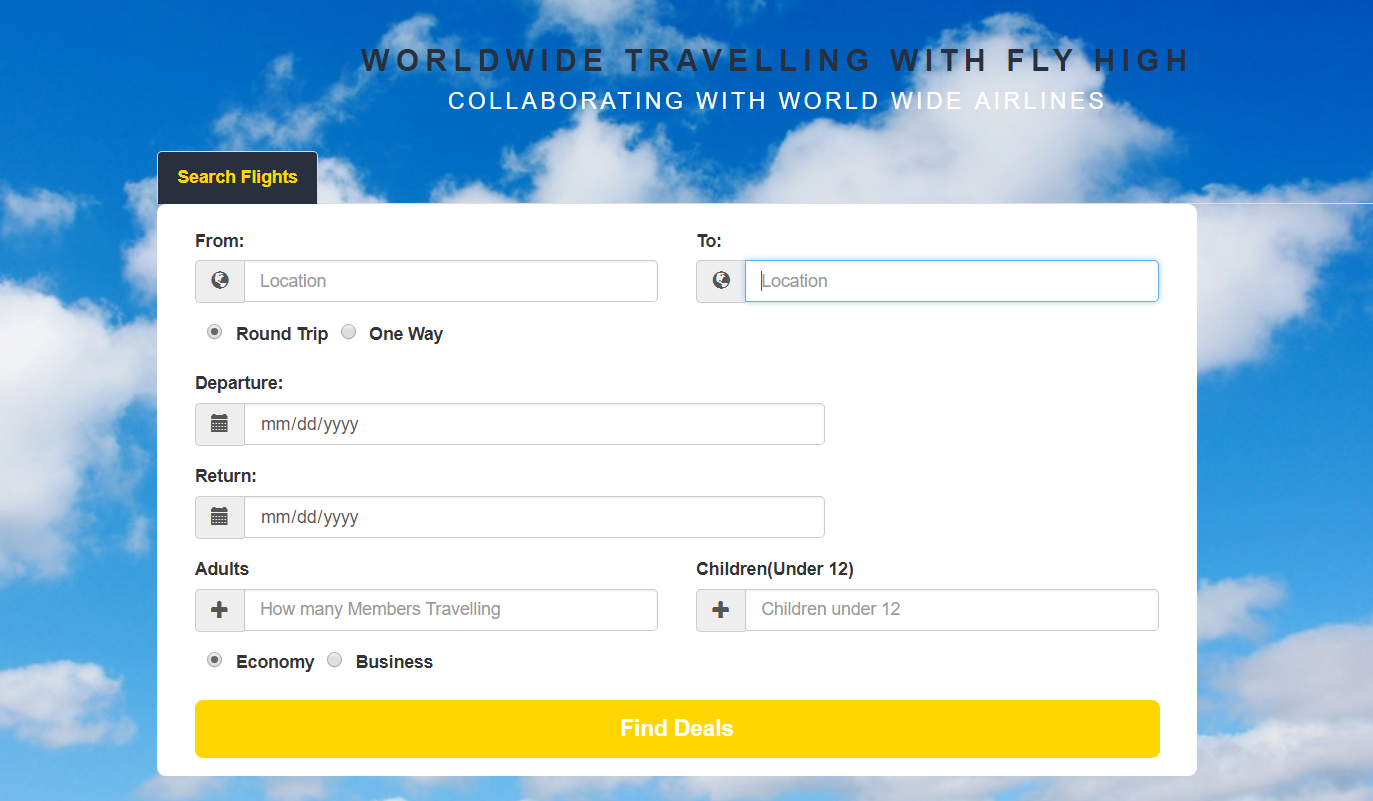 WORLDWIDE TRAVELLING WITH FLY HIGH
COLLABORATING WITH WORLD WIDE AIRLINES
Search Flights
From: To:
Location Location
Round Trip One Way
Departure:
mm/dd/yyyy
Return:
mm/dd/yyyy
Adults Children(Under 12)
How many Members Travelling Children under 12
Economy Business
Find Deals